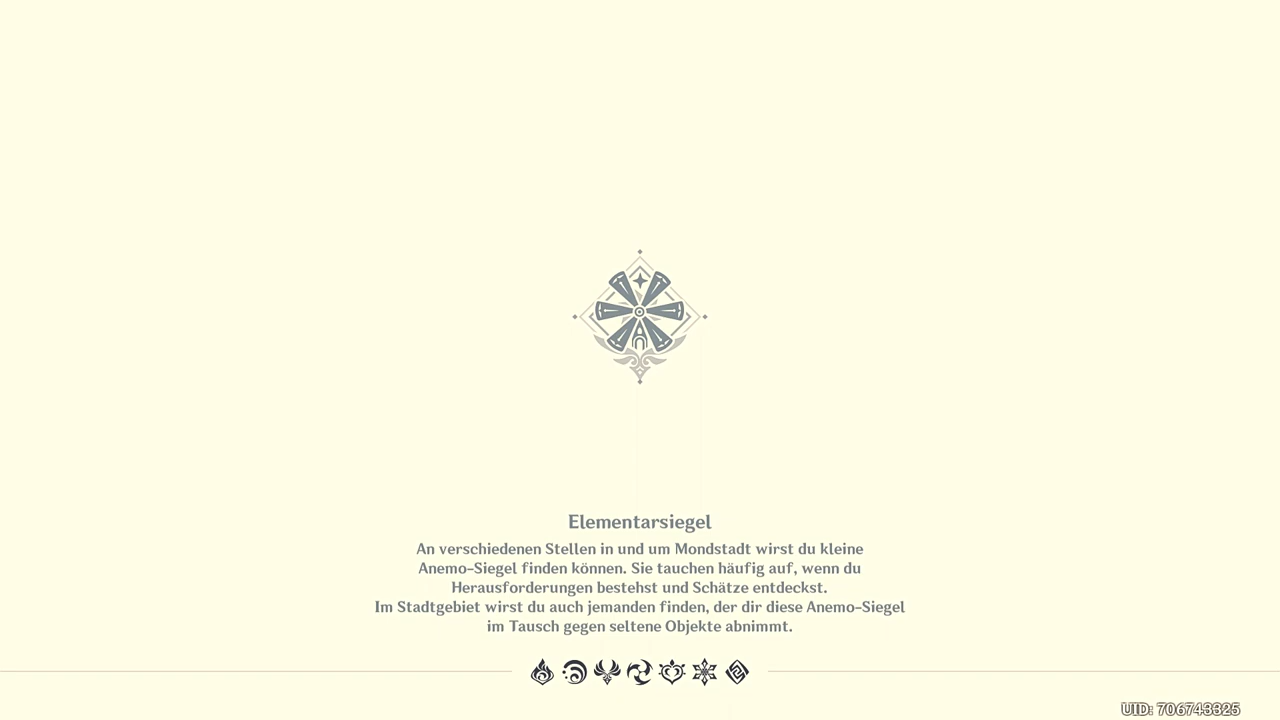 Elementarsiegel
An verschiedenen Stellen in und um Mondstadt wirst du kleine
Anemo-Siegel finden können. Sie tauchen häufig auf, wenn du
Herausforderungen bestehst und Schätze entdeckst.
Im Stadtgebiet wirst du auch jemanden finden, der dir diese Anemo-Siegel
im Tausch gegen seltene Objekte abnimmt.
UID: 706743325